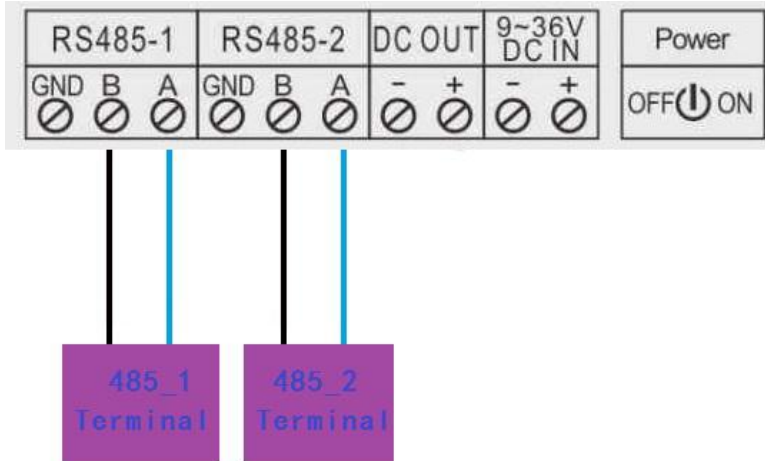 RS485-1 RS485-2 DC OUT 9~36V DC IN Power
GND B A GND B A - + - + OFF ON
485_1 Terminal
485_2 Terminal